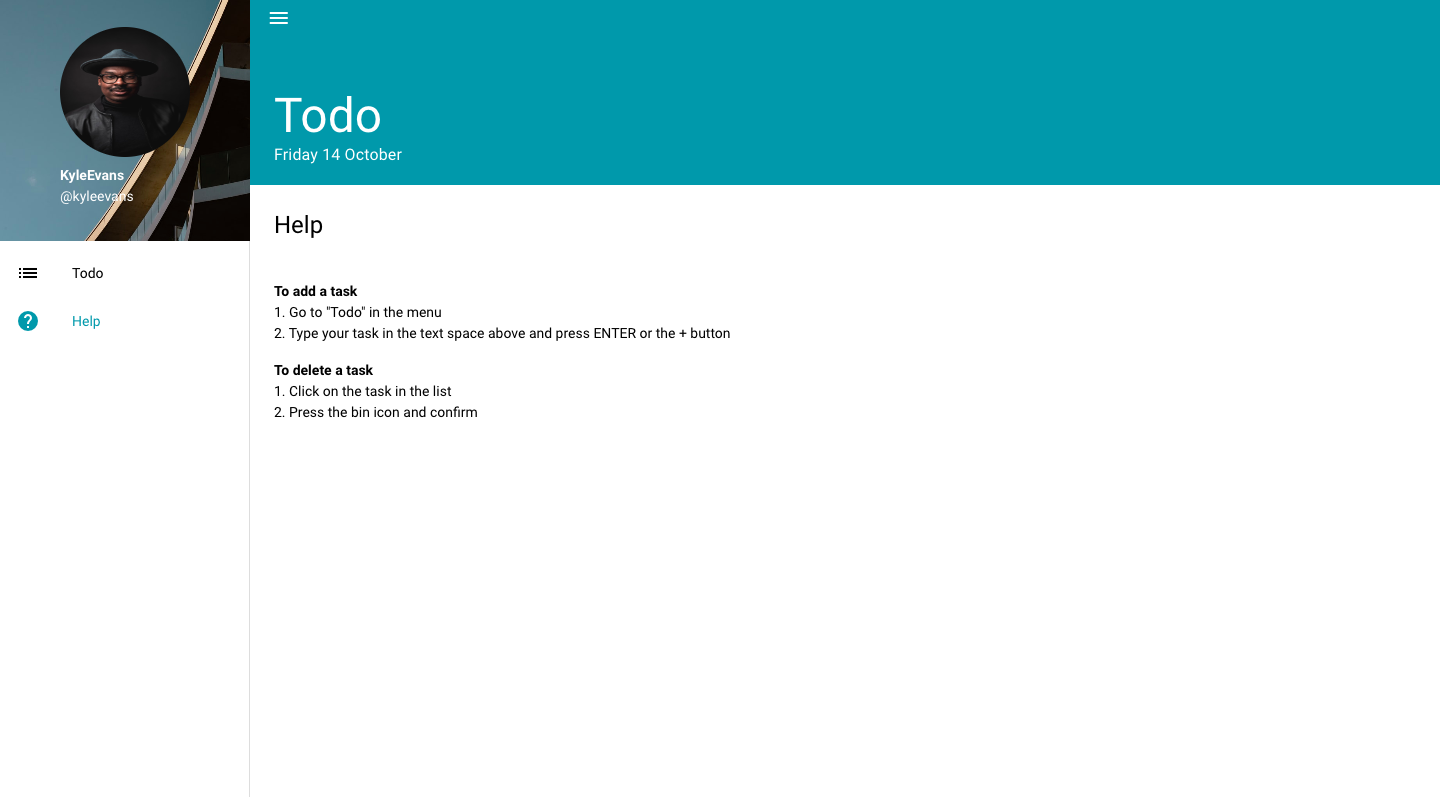 KyleEvans
@kyleevans
Todo
Help
Todo
Friday 14 October
Help
To add a task
1. Go to "Todo" in the menu
2. Type your task in the text space above and press ENTER or the + button
To delete a task
1. Click on the task in the list
2. Press the bin icon and confirm